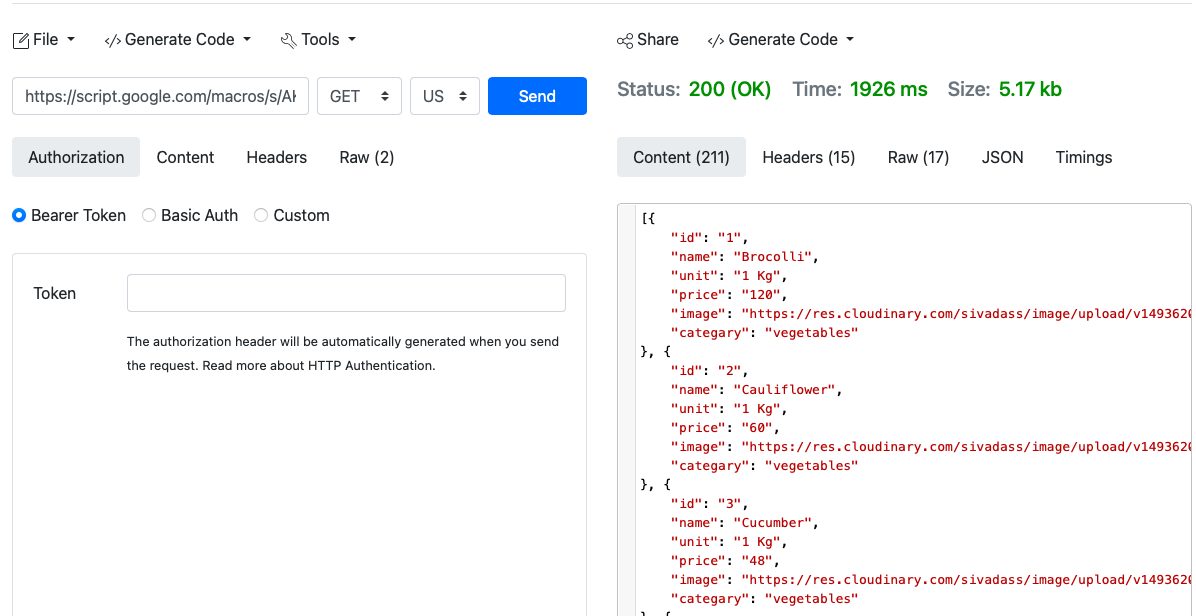 File
Generate Code
Tools
Share
Generate Code
https://script.google.com/macros/s/Ak
GET
US
Send
Status: 200 (OK) Time: 1926 ms Size: 5.17 kb
Authorization
Content
Headers
Raw (2)
Content (211)
Headers (15)
Raw (17)
JSON
Timings
Bearer Token
Basic Auth
Custom
Token
The authorization header will be automatically generated when you send
the request. Read more about HTTP Authentication.
[{
"id": "1",
"name": "Brocolli",
"unit": "1 Kg",
"price": "120",
"image": "https://res.cloudinary.com/sivadass/image/upload/v1493620
"categary": "vegetables"
}, {
"id": "2",
"name": "Cauliflower",
"unit": "1 Kg",
"price": "60",
"image": "https://res.cloudinary.com/sivadass/image/upload/v1493620
"categary": "vegetables"
}, {
"id": "3",
"name": "Cucumber",
"unit": "1 Kg",
"price": "48",
"image": "https://res.cloudinary.com/sivadass/image/upload/v1493620
"categary": "vegetables"
}, {